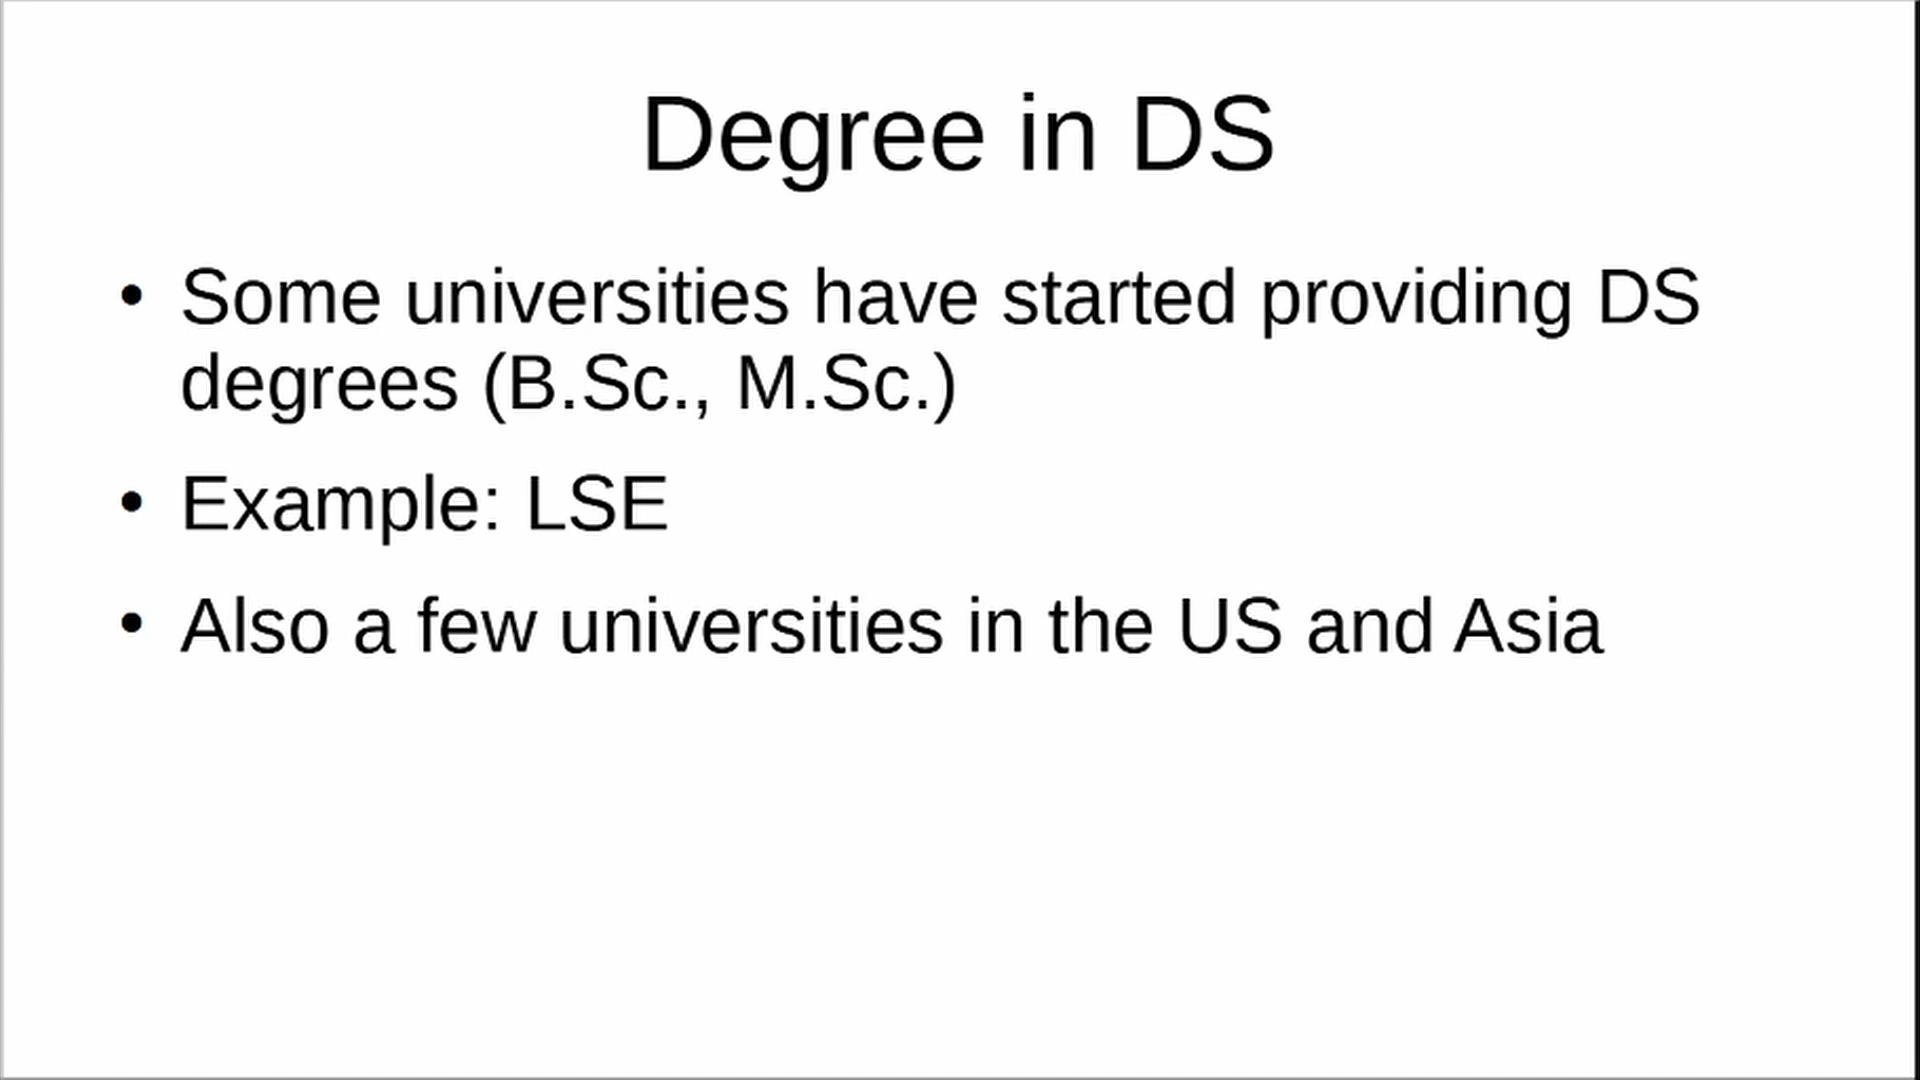 Degree in DS
• Some universities have started providing DS
degrees (B.Sc., M.Sc.)
• Example: LSE
• Also a few universities in the US and Asia